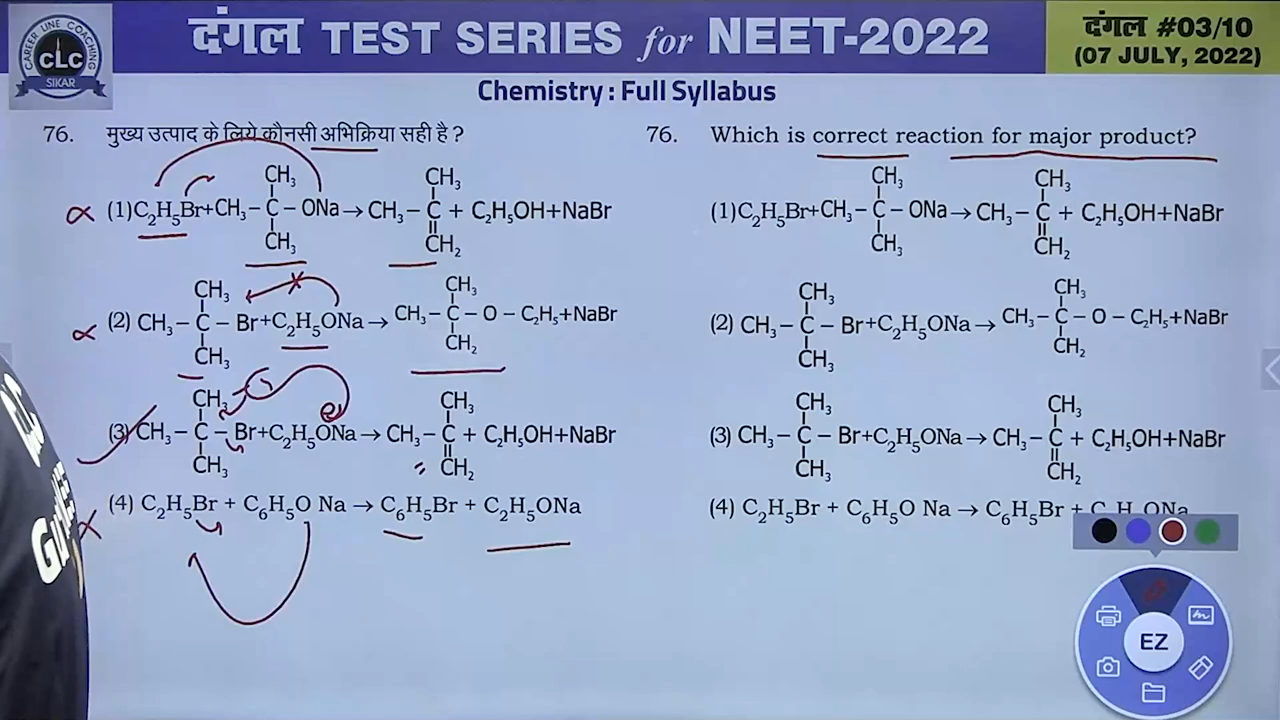 CAREER LINE COACHING
CLC
SIKAR
दंगल TEST SERIES for NEET-2022
दंगल #03/10
(07 JULY, 2022)
Chemistry : Full Syllabus
76. मुख्य उत्पाद के लिये कौनसी अभिक्रिया सही है ?
CH₃ CH₃
(1)C₂H₅Br+CH₃ – C – ONa→CH₃ – C + C₂H₅OH+NaBr
CH₃ CH₂
CH₃ CH₃
(2) CH₃ – C – Br+C₂H₅ONa→ CH₃ – C – O – C₂H₅+NaBr
CH₃ CH₂
CH₃ CH₃
(3) CH₃ – C – Br+C₂H₅ONa→ CH₃ – C + C₂H₅OH+NaBr
CH₃ CH₂
(4) C₂H₅Br + C₆H₅O Na → C₆H₅Br + C₂H₅ONa
76. Which is correct reaction for major product?
CH₃ CH₃
(1)C₂H₅Br+CH₃ – C – ONa→CH₃ – C + C₂H₅OH+NaBr
CH₃ CH₂
CH₃ CH₃
(2) CH₃ – C – Br+C₂H₅ONa→ CH₃ – C – O – C₂H₅+NaBr
CH₃ CH₂
CH₃ CH₃
(3) CH₃ – C – Br+C₂H₅ONa→ CH₃ – C + C₂H₅OH+NaBr
CH₃ CH₂
(4) C₂H₅Br + C₆H₅O Na → C₆H₅Br + C H ONa
EZ